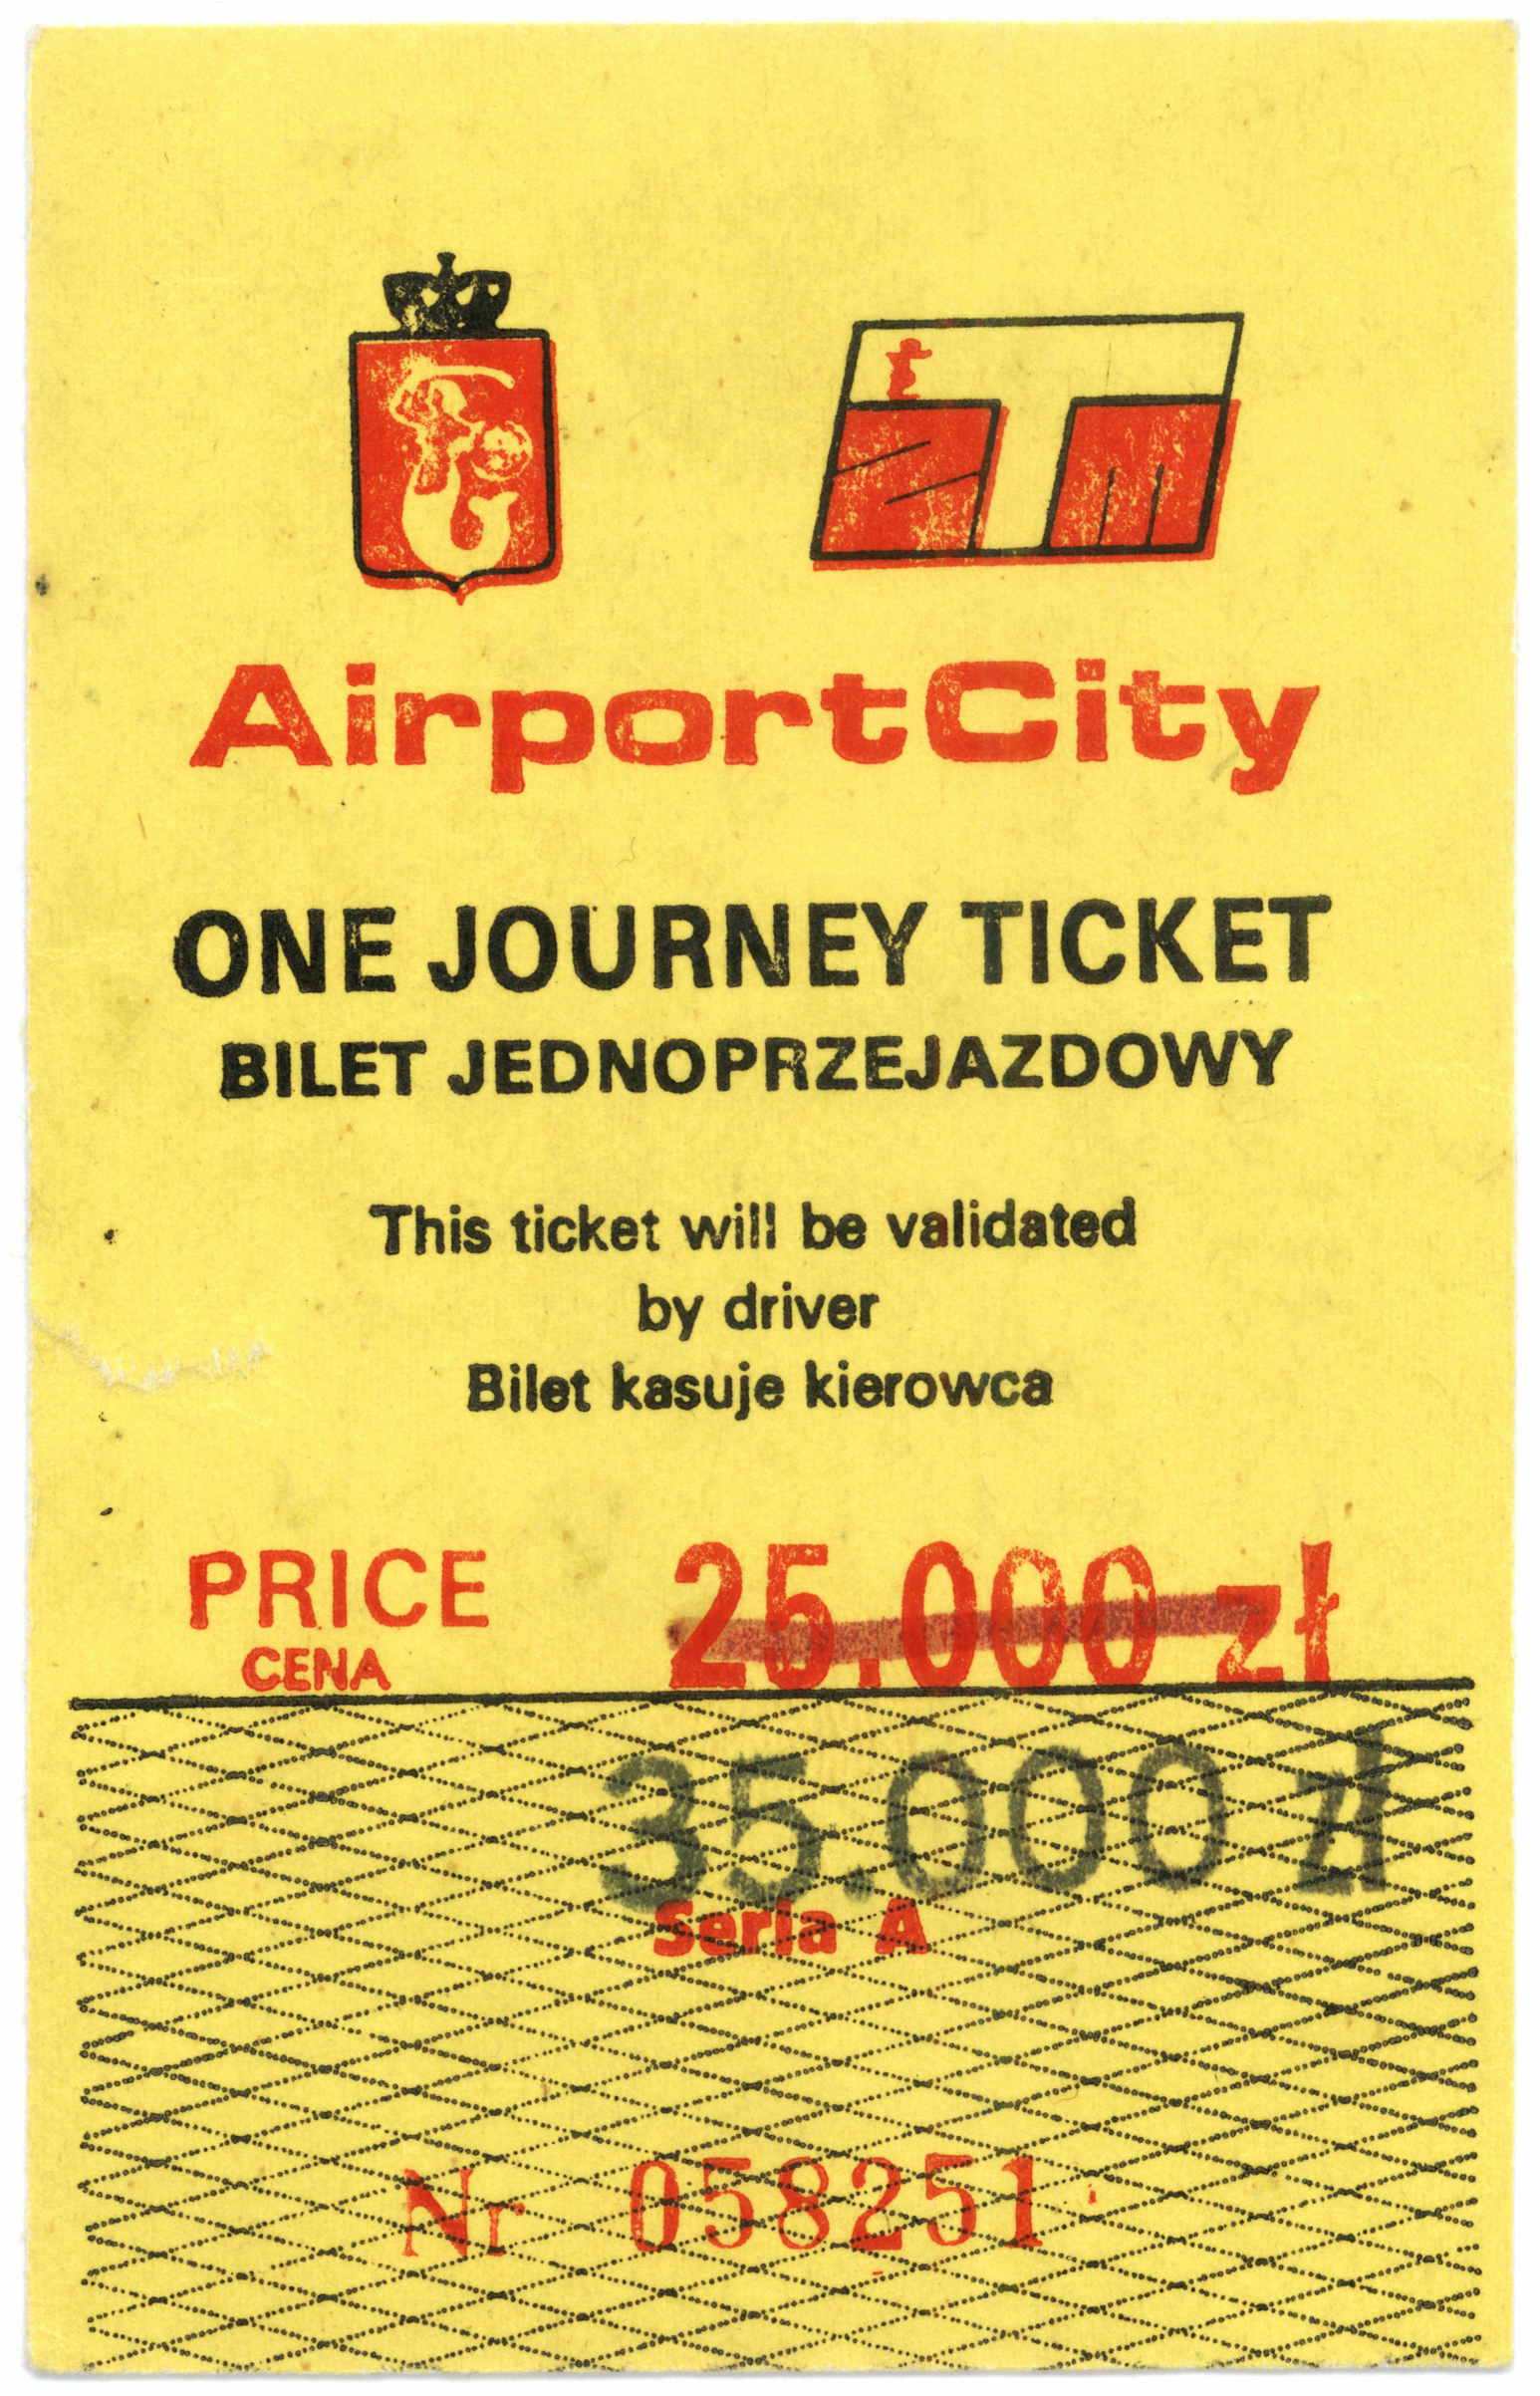 ZTM
AirportCity
ONE JOURNEY TICKET
BILET JEDNOPRZEJAZDOWY
This ticket will be validated
by driver
Bilet kasuje kierowca
PRICE 25.000 zł
CENA
35.000 zł
Seria A
Nr 058251